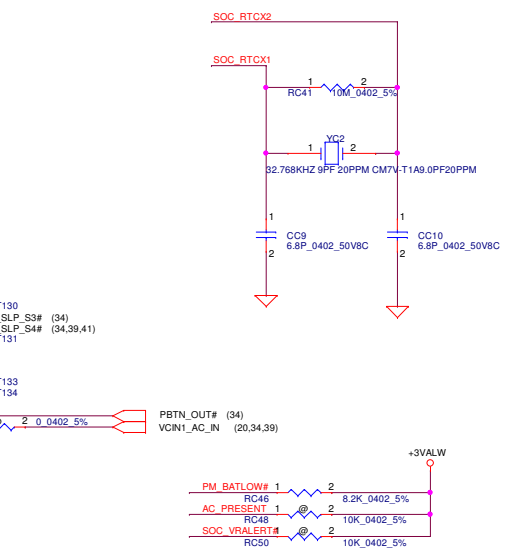 SOC_RTCX2
SOC_RTCX1
1 2
RC41 10M_0402_5%
YC2
1 2
32.768KHZ 9PF 20PPM CM7V-T1A9.0PF20PPM
1 1
CC9 CC10
6.8P_0402_50V8C 6.8P_0402_50V8C
2 2
T130
SLP_S3# (34)
SLP_S4# (34,39,41)
T131
T133
T134
PBTN_OUT# (34)
2 0_0402_5% VCIN1_AC_IN (20,34,39)
+3VALW
PM_BATLOW# 1 2
RC46 8.2K_0402_5%
AC_PRESENT 1 @ 2
RC48 10K_0402_5%
SOC_VRALERT# 1 @ 2
RC50 10K_0402_5%